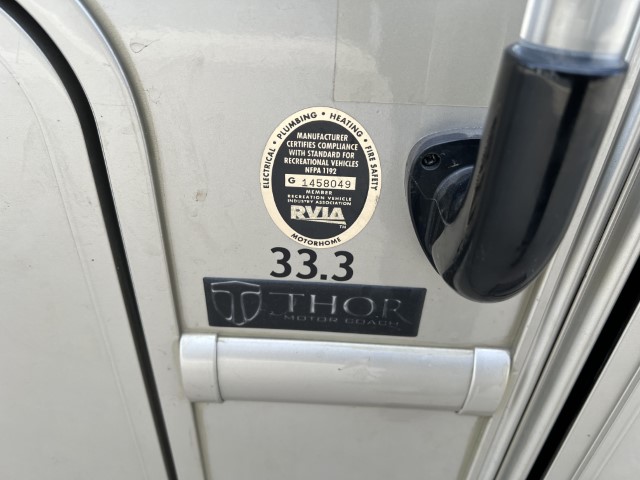 ELECTRICAL • PLUMBING • HEATING • FIRE SAFETY
MANUFACTURER
CERTIFIES COMPLIANCE
WITH STANDARD FOR
RECREATIONAL VEHICLES
NFPA 1192
G 1458049
MEMBER
RECREATION VEHICLE
INDUSTRY ASSOCIATION
RVIA
TM
MOTORHOME
33.3
THOR
MOTOR COACH